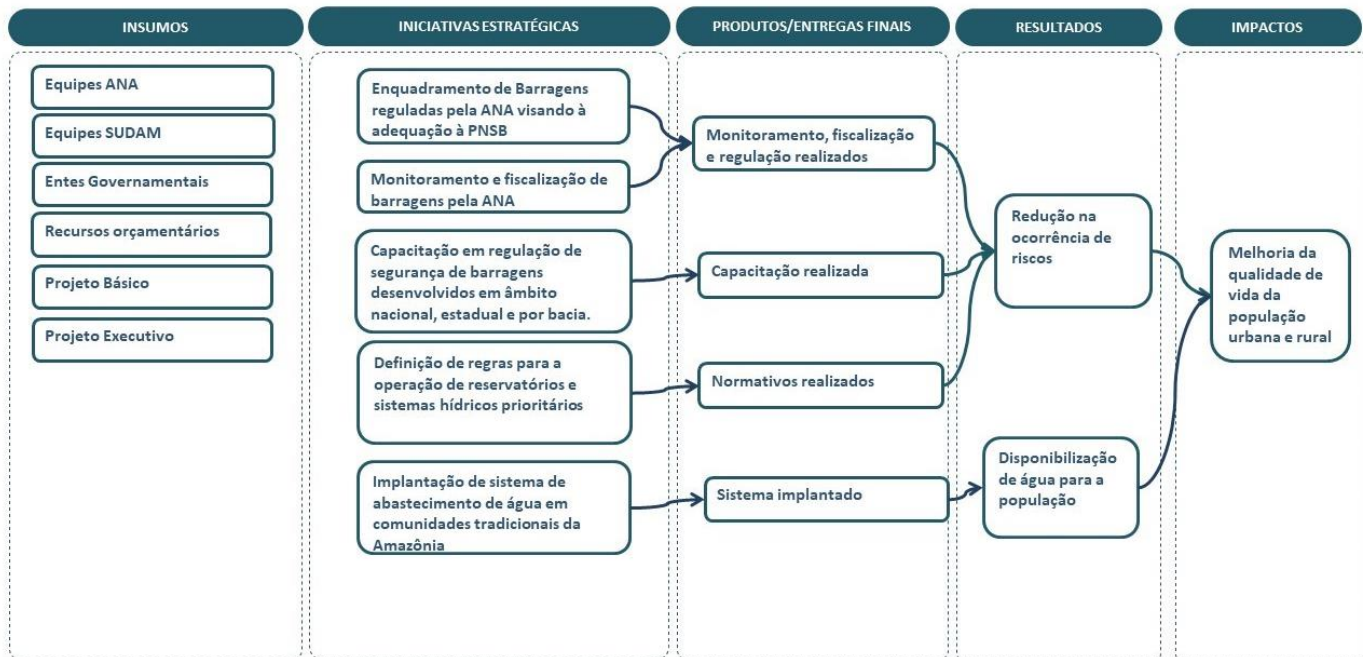 INSUMOS
INICIATIVAS ESTRATÉGICAS
PRODUTOS/ENTREGAS FINAIS
RESULTADOS
IMPACTOS
Equipes ANA
Equipes SUDAM
Entes Governamentais
Recursos orçamentários
Projeto Básico
Projeto Executivo
Enquadramento de Barragens
reguladas pela ANA visando à
adequação à PNSB
Monitoramento e fiscalização de
barragens pela ANA
Capacitação em regulação de
segurança de barragens
desenvolvidos em âmbito
nacional, estadual e por bacia.
Definição de regras para a
operação de reservatórios e
sistemas hídricos prioritários
Implantação de sistema de
abastecimento de água em
comunidades tradicionais da
Amazônia
Monitoramento, fiscalização
e regulação realizados
Capacitação realizada
Normativos realizados
Sistema implantado
Redução na
ocorrência de
riscos
Disponibilização
de água para a
população
Melhoria da
qualidade de
vida da
população
urbana e rural